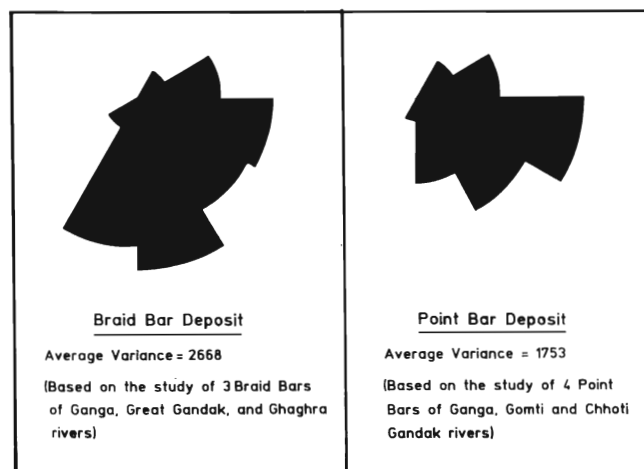 Braid Bar Deposit
Average Variance = 2668
(Based on the study of 3 Braid Bars
of Ganga, Great Gandak, and Ghaghra
rivers)
Point Bar Deposit
Average Variance = 1753
(Based on the study of 4 Point
Bars of Ganga, Gomti and Chhoti
Gandak rivers)